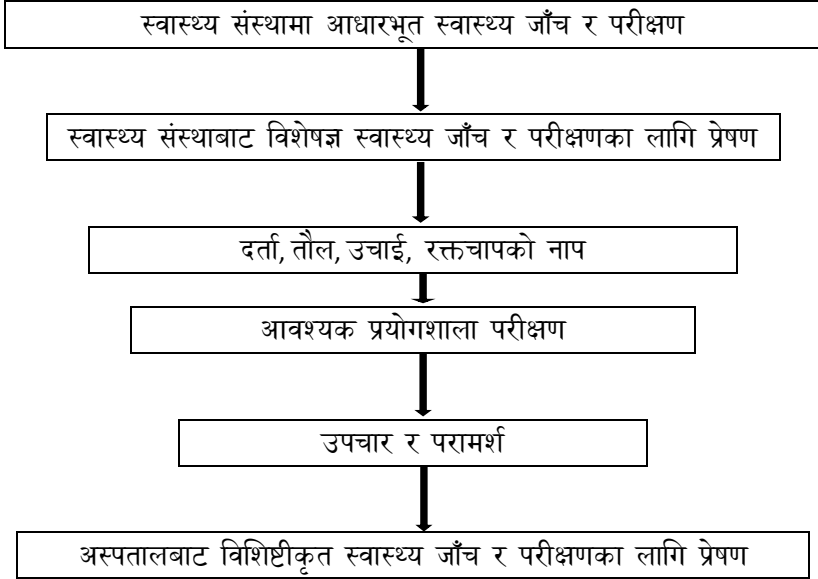 स्वास्थ्य संस्थामा आधारभूत स्वास्थ्य जाँच र परीक्षण
स्वास्थ्य संस्थाबाट विशेषज्ञ स्वास्थ्य जाँच र परीक्षणका लागि प्रेषण
दर्ता, तौल, उचाई, रक्तचापको नाप
आवश्यक प्रयोगशाला परीक्षण
उपचार र परामर्श
अस्पतालबाट विशिष्टीकृत स्वास्थ्य जाँच र परीक्षणका लागि प्रेषण